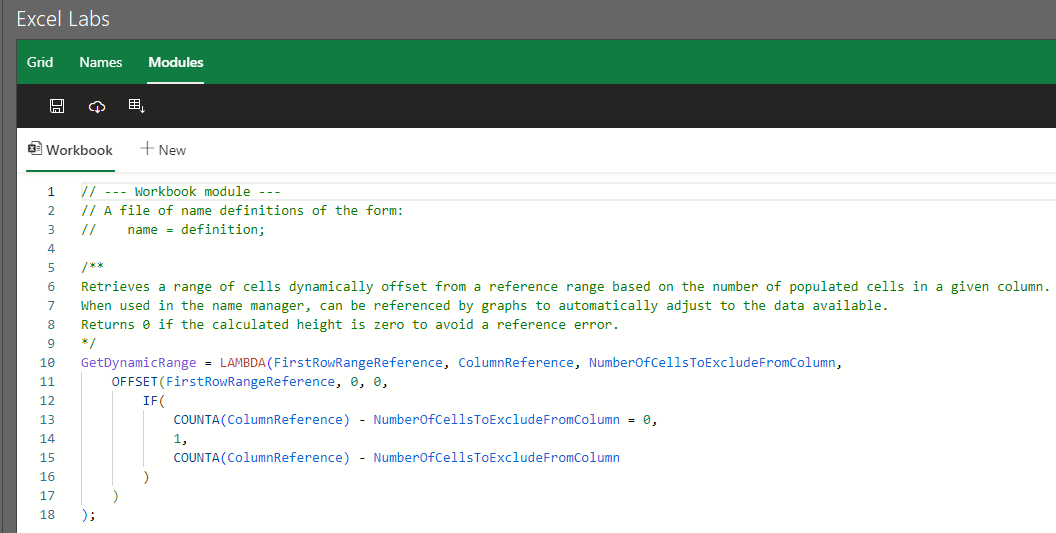 Excel Labs
Grid Names Modules
Workbook New
1 // --- Workbook module ---
2 // A file of name definitions of the form:
3 //    name = definition;
4
5 /**
6 Retrieves a range of cells dynamically offset from a reference range based on the number of populated cells in a given column.
7 When used in the name manager, can be referenced by graphs to automatically adjust to the data available.
8 Returns 0 if the calculated height is zero to avoid a reference error.
9 */
10 GetDynamicRange = LAMBDA(FirstRowRangeReference, ColumnReference, NumberOfCellsToExcludeFromColumn,
11     OFFSET(FirstRowRangeReference, 0, 0,
12         IF(
13             COUNTA(ColumnReference) - NumberOfCellsToExcludeFromColumn = 0,
14             1,
15             COUNTA(ColumnReference) - NumberOfCellsToExcludeFromColumn
16         )
17     )
18 );